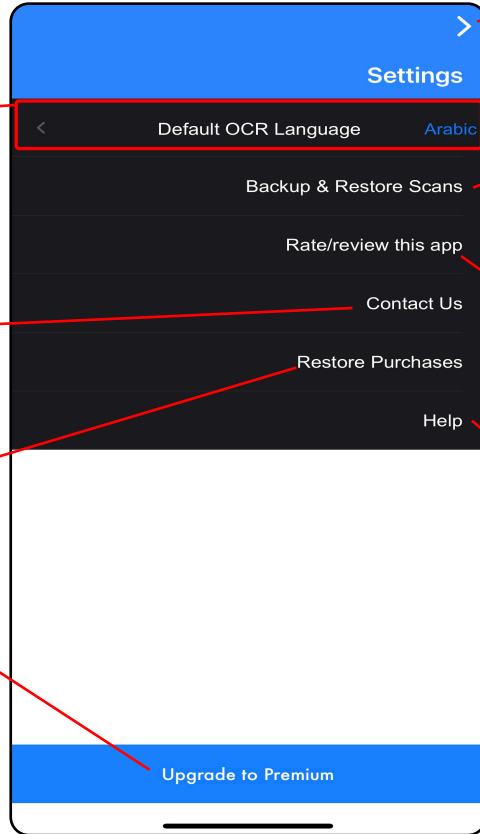 Settings
Default OCR Language Arabic
Backup & Restore Scans
Rate/review this app
Contact Us
Restore Purchases
Help
Upgrade to Premium